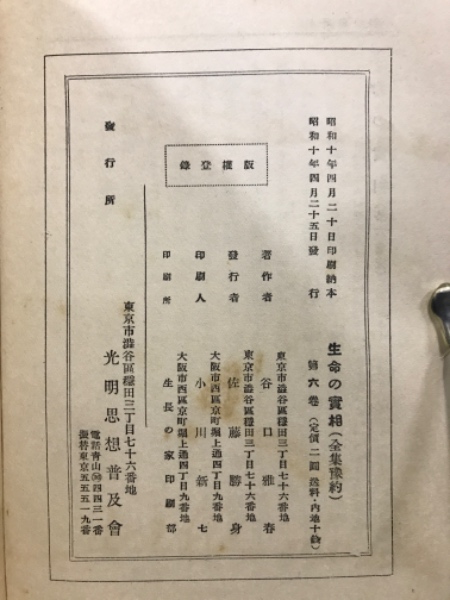 昭和十年四月二十日印刷納本
昭和十年四月二十五日發行
生命の實相(全集豫約)
第六卷(定價二圓 送料・内地十錢)
版權登錄
東京市澁谷區穩田三丁目七十六番地
著作者 谷口雅春
東京市澁谷區穩田三丁目七十六番地
發行者 佐藤勝身
大阪市西區京町堀上通四丁目九番地
印刷人 小川新七
大阪市西區京町堀上通四丁目九番地
印刷所 生長の家印刷部
發行所
東京市澁谷區穩田三丁目七十六番地
光明思想普及會
電話青山 四四三一番
振替東京五五五一九番